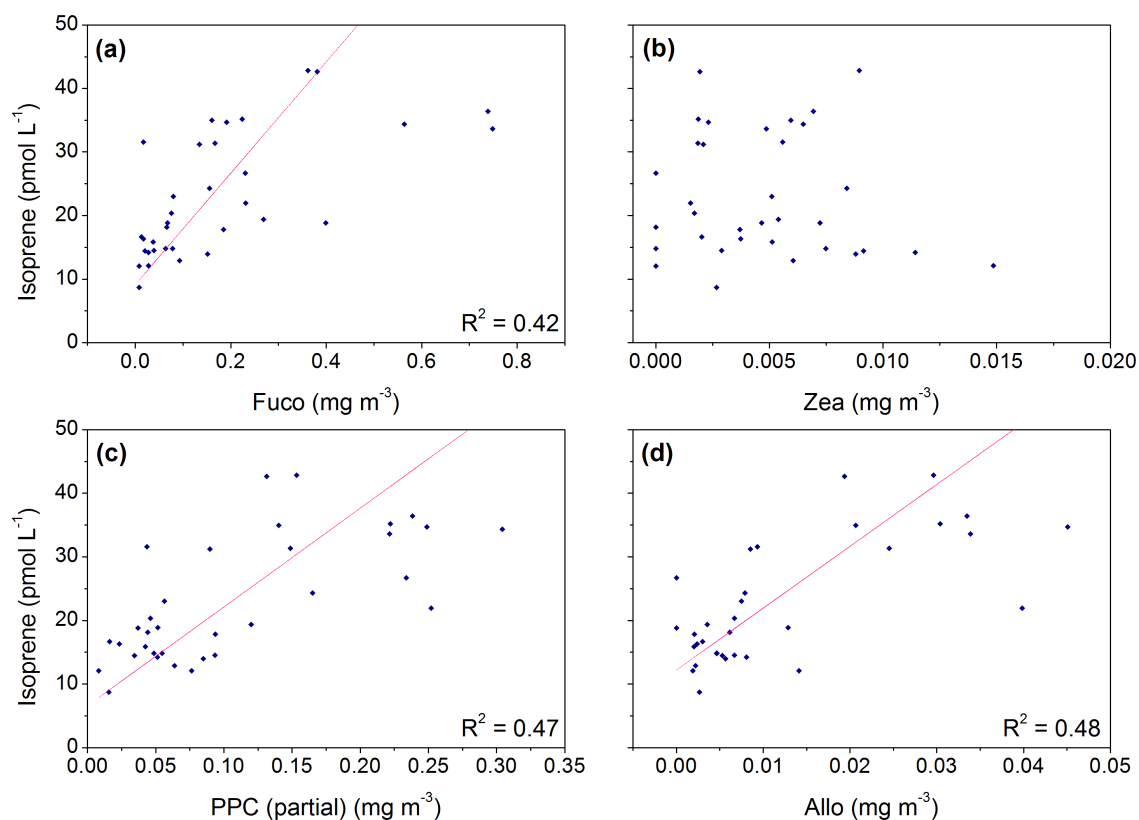 (a)
50
40
30
20
10
0
Isoprene (pmol L⁻¹)
0.0 0.2 0.4 0.6 0.8
Fuco (mg m⁻³)
R² = 0.42
(b)
0.000 0.005 0.010 0.015 0.020
Zea (mg m⁻³)
(c)
50
40
30
20
10
0
Isoprene (pmol L⁻¹)
0.00 0.05 0.10 0.15 0.20 0.25 0.30 0.35
PPC (partial) (mg m⁻³)
R² = 0.47
(d)
0.00 0.01 0.02 0.03 0.04 0.05
Allo (mg m⁻³)
R² = 0.48